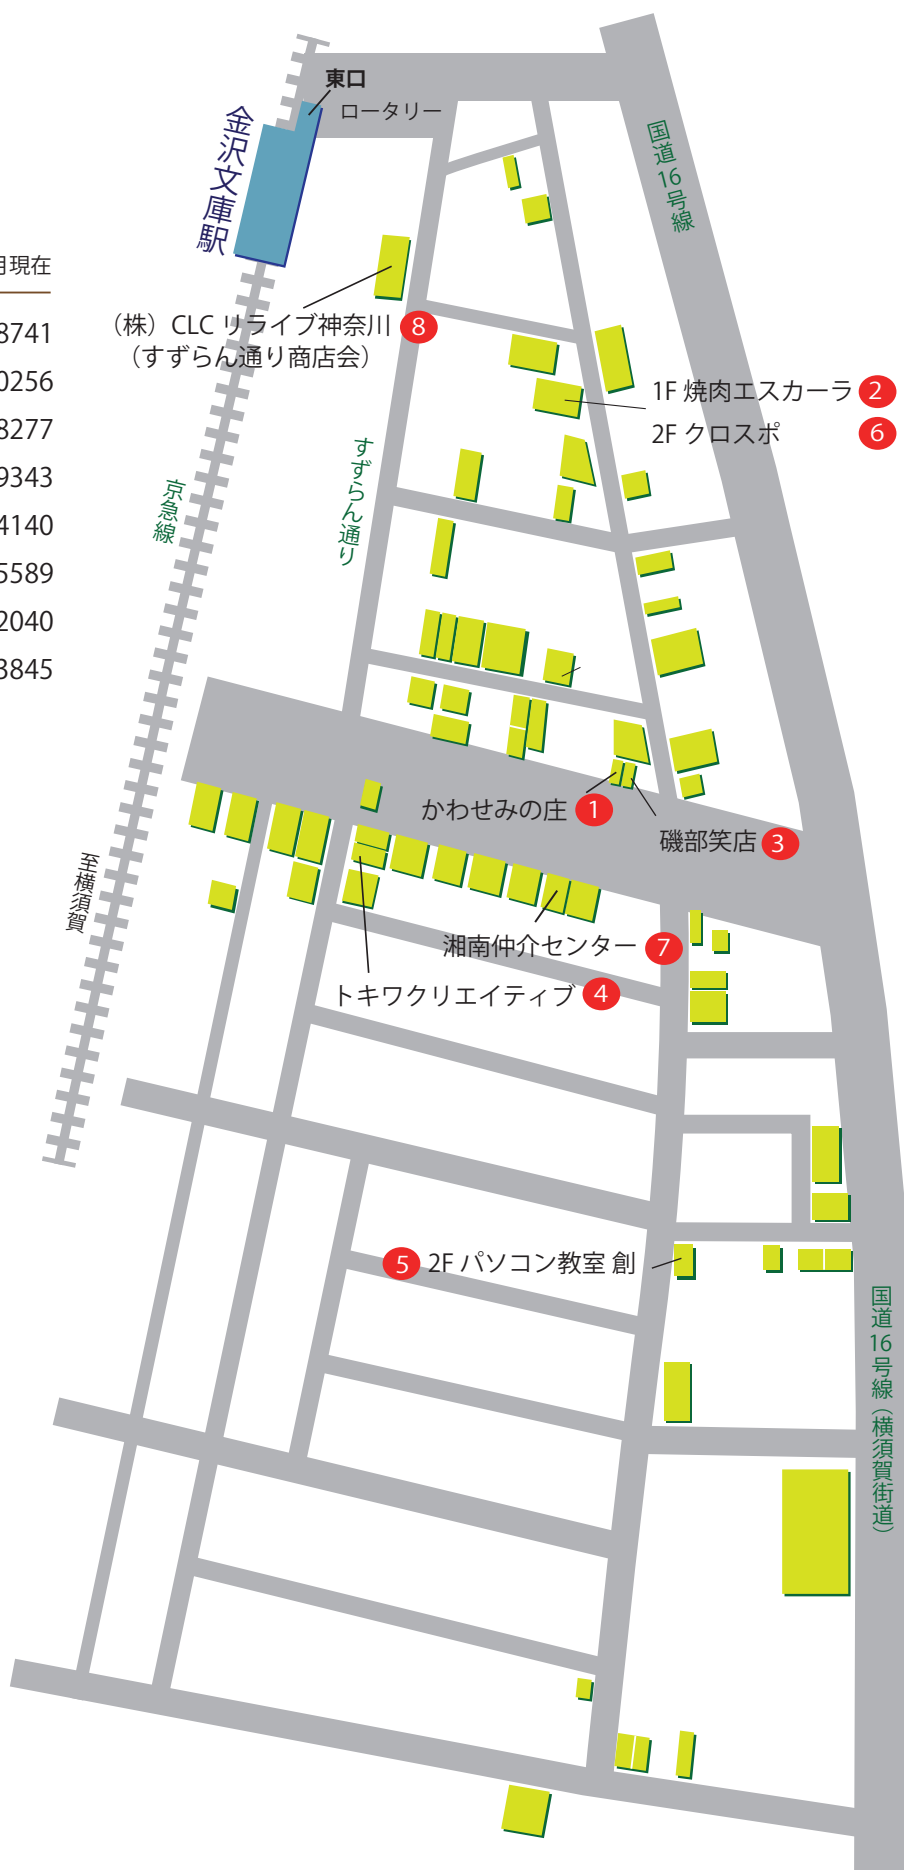 東口
ロータリー
金沢文庫駅
国道16号線
月現在
8741
0256
8277
9343
4140
5589
2040
3845
（株）CLC リライブ神奈川 8
（すずらん通り商店会）
1F 焼肉エスカーラ 2
2F クロスポ 6
すずらん通り
京急線
かわせみの庄 1
磯部笑店 3
至横須賀
湘南仲介センター 7
トキワクリエイティブ 4
5 2F パソコン教室 創
国道16号線（横須賀街道）